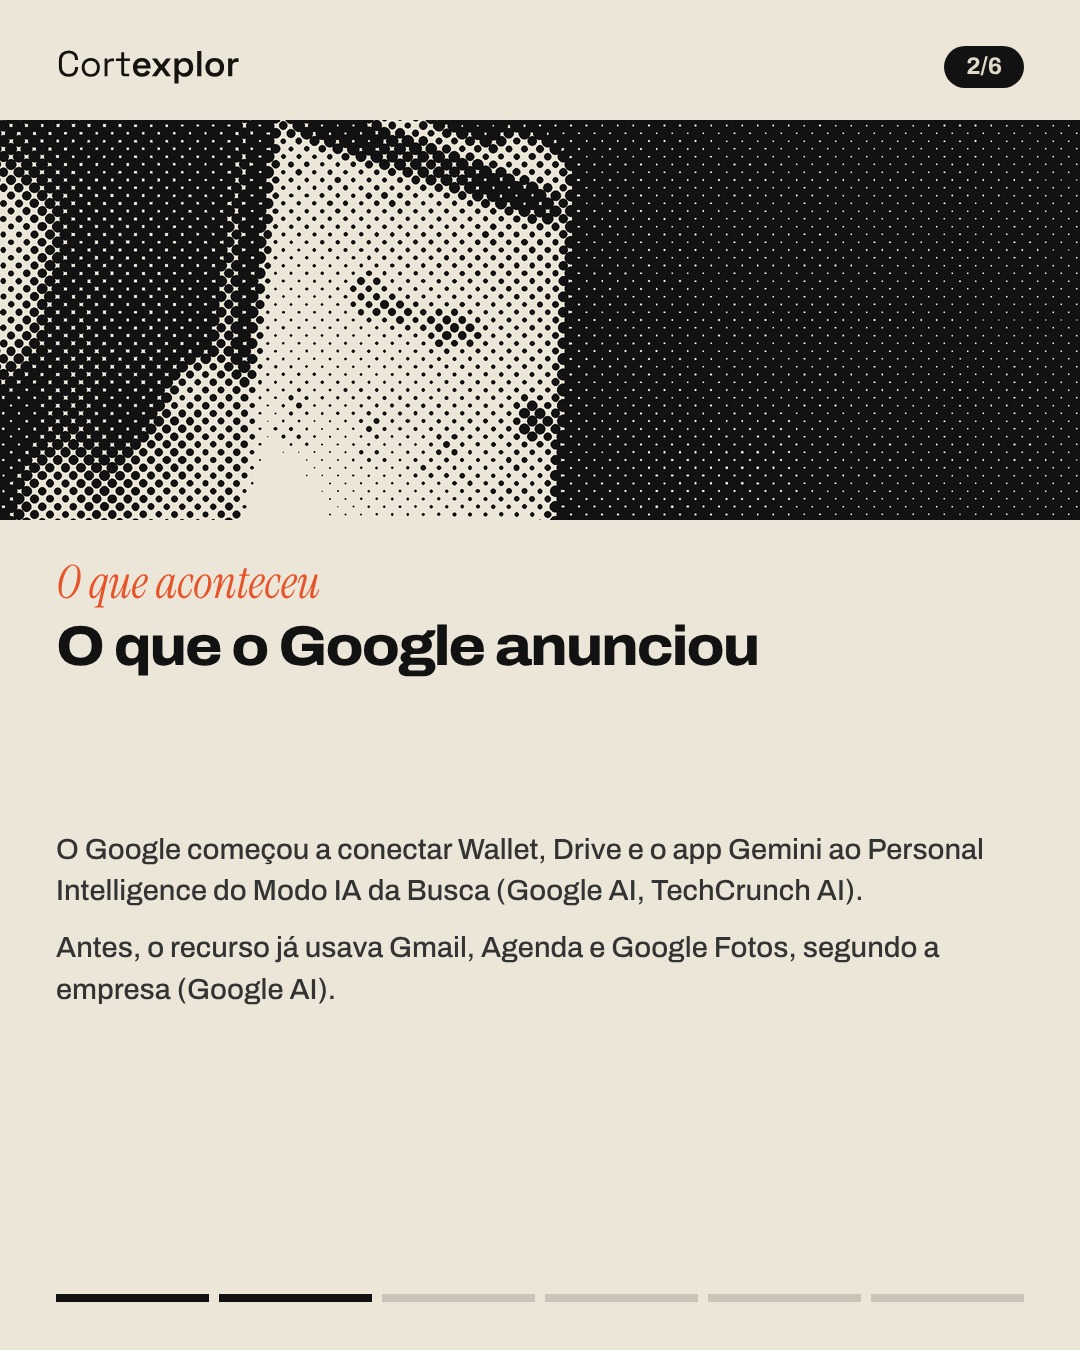 Cortexplor
2/6
O que aconteceu
O que o Google anunciou
O Google começou a conectar Wallet, Drive e o app Gemini ao Personal
Intelligence do Modo IA da Busca (Google AI, TechCrunch AI).
Antes, o recurso já usava Gmail, Agenda e Google Fotos, segundo a
empresa (Google AI).